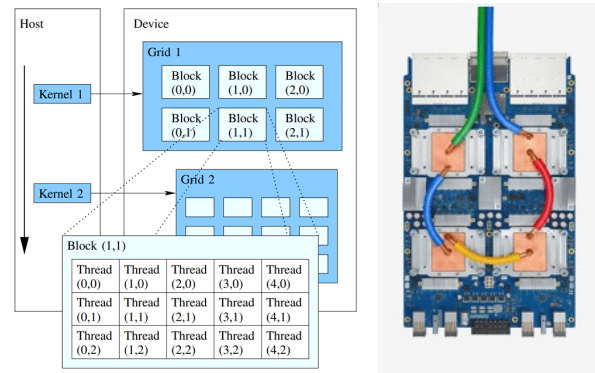 Host
Device
Grid 1
Kernel 1
Block Block Block
(0,0) (1,0) (2,0)
Block Block Block
(0,1) (1,1) (2,1)
Kernel 2
Grid 2
Block (1,1)
Thread Thread Thread Thread Thread
(0,0) (1,0) (2,0) (3,0) (4,0)
Thread Thread Thread Thread Thread
(0,1) (1,1) (2,1) (3,1) (4,1)
Thread Thread Thread Thread Thread
(0,2) (1,2) (2,2) (3,2) (4,2)